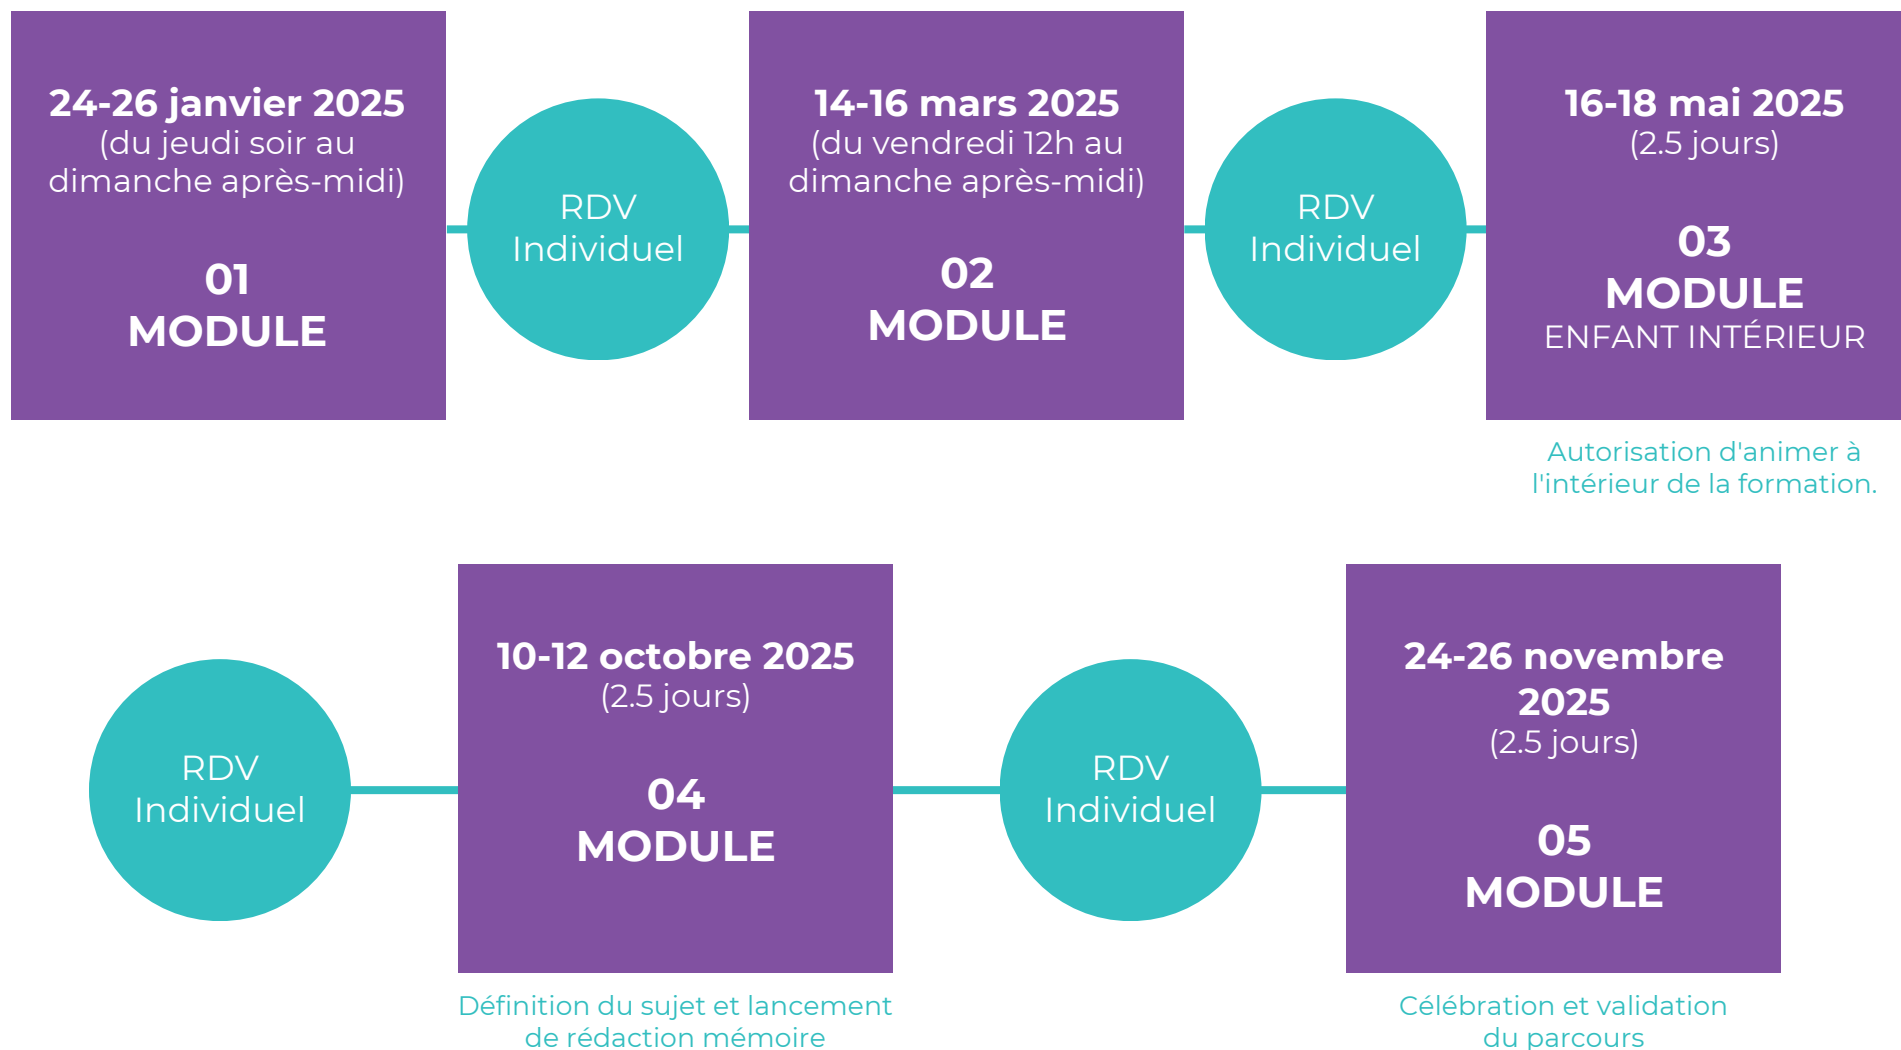 24-26 janvier 2025
(du jeudi soir au
dimanche après-midi)
01
MODULE
RDV
Individuel
14-16 mars 2025
(du vendredi 12h au
dimanche après-midi)
02
MODULE
RDV
Individuel
16-18 mai 2025
(2.5 jours)
03
MODULE
ENFANT INTÉRIEUR
Autorisation d'animer à
l'intérieur de la formation.
RDV
Individuel
10-12 octobre 2025
(2.5 jours)
04
MODULE
Définition du sujet et lancement
de rédaction mémoire
RDV
Individuel
24-26 novembre
2025
(2.5 jours)
05
MODULE
Célébration et validation
du parcours